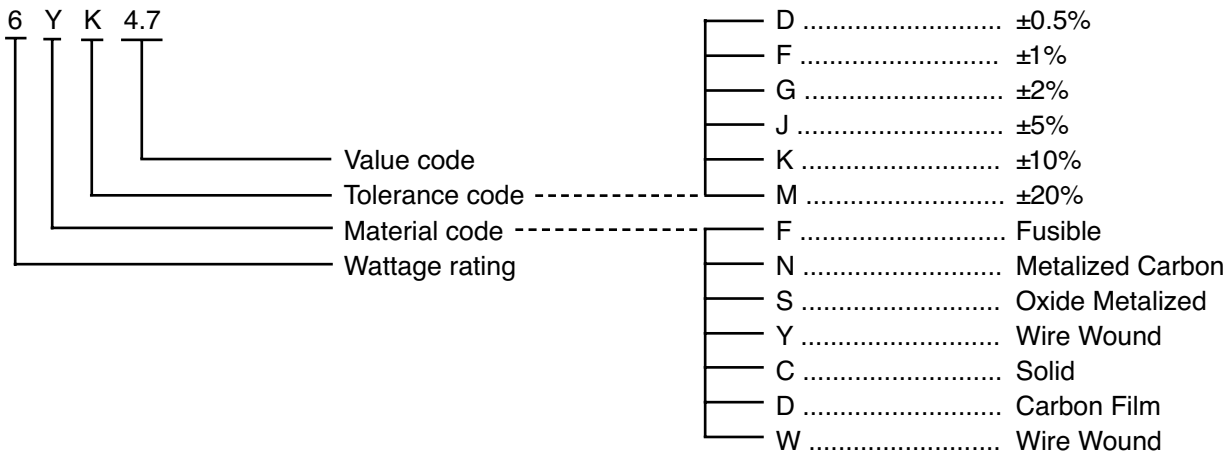 6 Y K 4.7
Value code
Tolerance code
Material code
Wattage rating
D ........................... ±0.5%
F ........................... ±1%
G ........................... ±2%
J ............................ ±5%
K ........................... ±10%
M ........................... ±20%
F ............................ Fusible
N ........................... Metalized Carbon
S ........................... Oxide Metalized
Y ........................... Wire Wound
C ........................... Solid
D ........................... Carbon Film
W .......................... Wire Wound